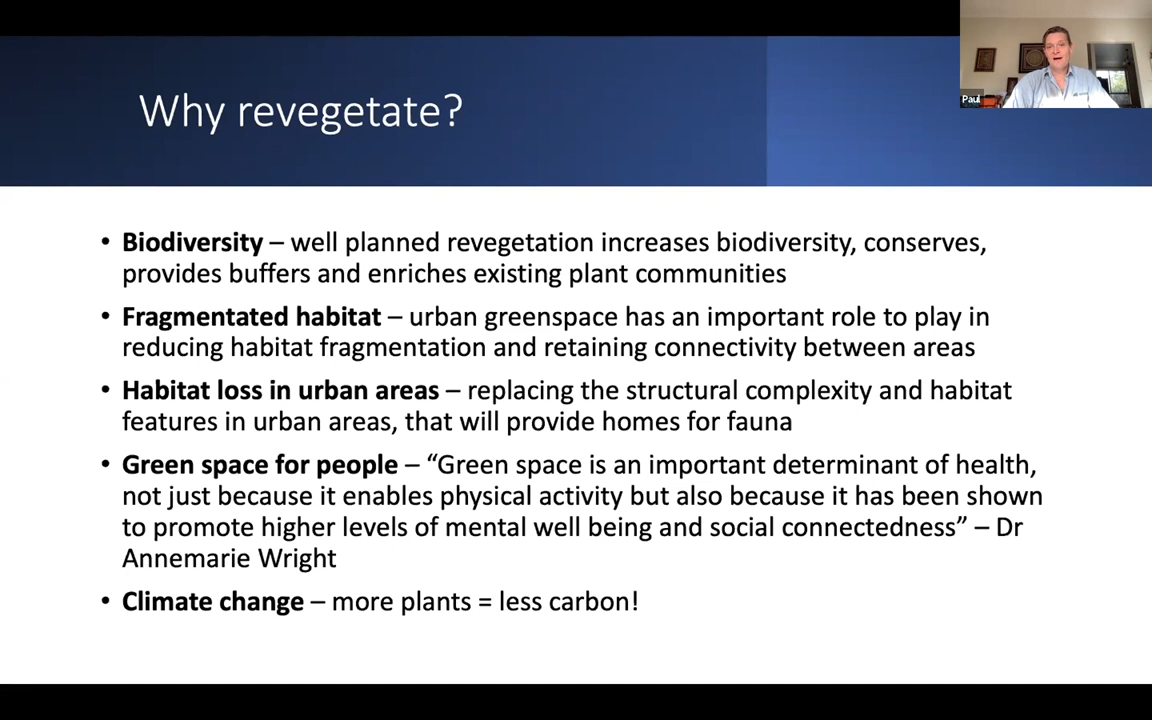 Why revegetate?
Paul
• Biodiversity – well planned revegetation increases biodiversity, conserves,
provides buffers and enriches existing plant communities
• Fragmentated habitat – urban greenspace has an important role to play in
reducing habitat fragmentation and retaining connectivity between areas
• Habitat loss in urban areas – replacing the structural complexity and habitat
features in urban areas, that will provide homes for fauna
• Green space for people – “Green space is an important determinant of health,
not just because it enables physical activity but also because it has been shown
to promote higher levels of mental well being and social connectedness” – Dr
Annemarie Wright
• Climate change – more plants = less carbon!